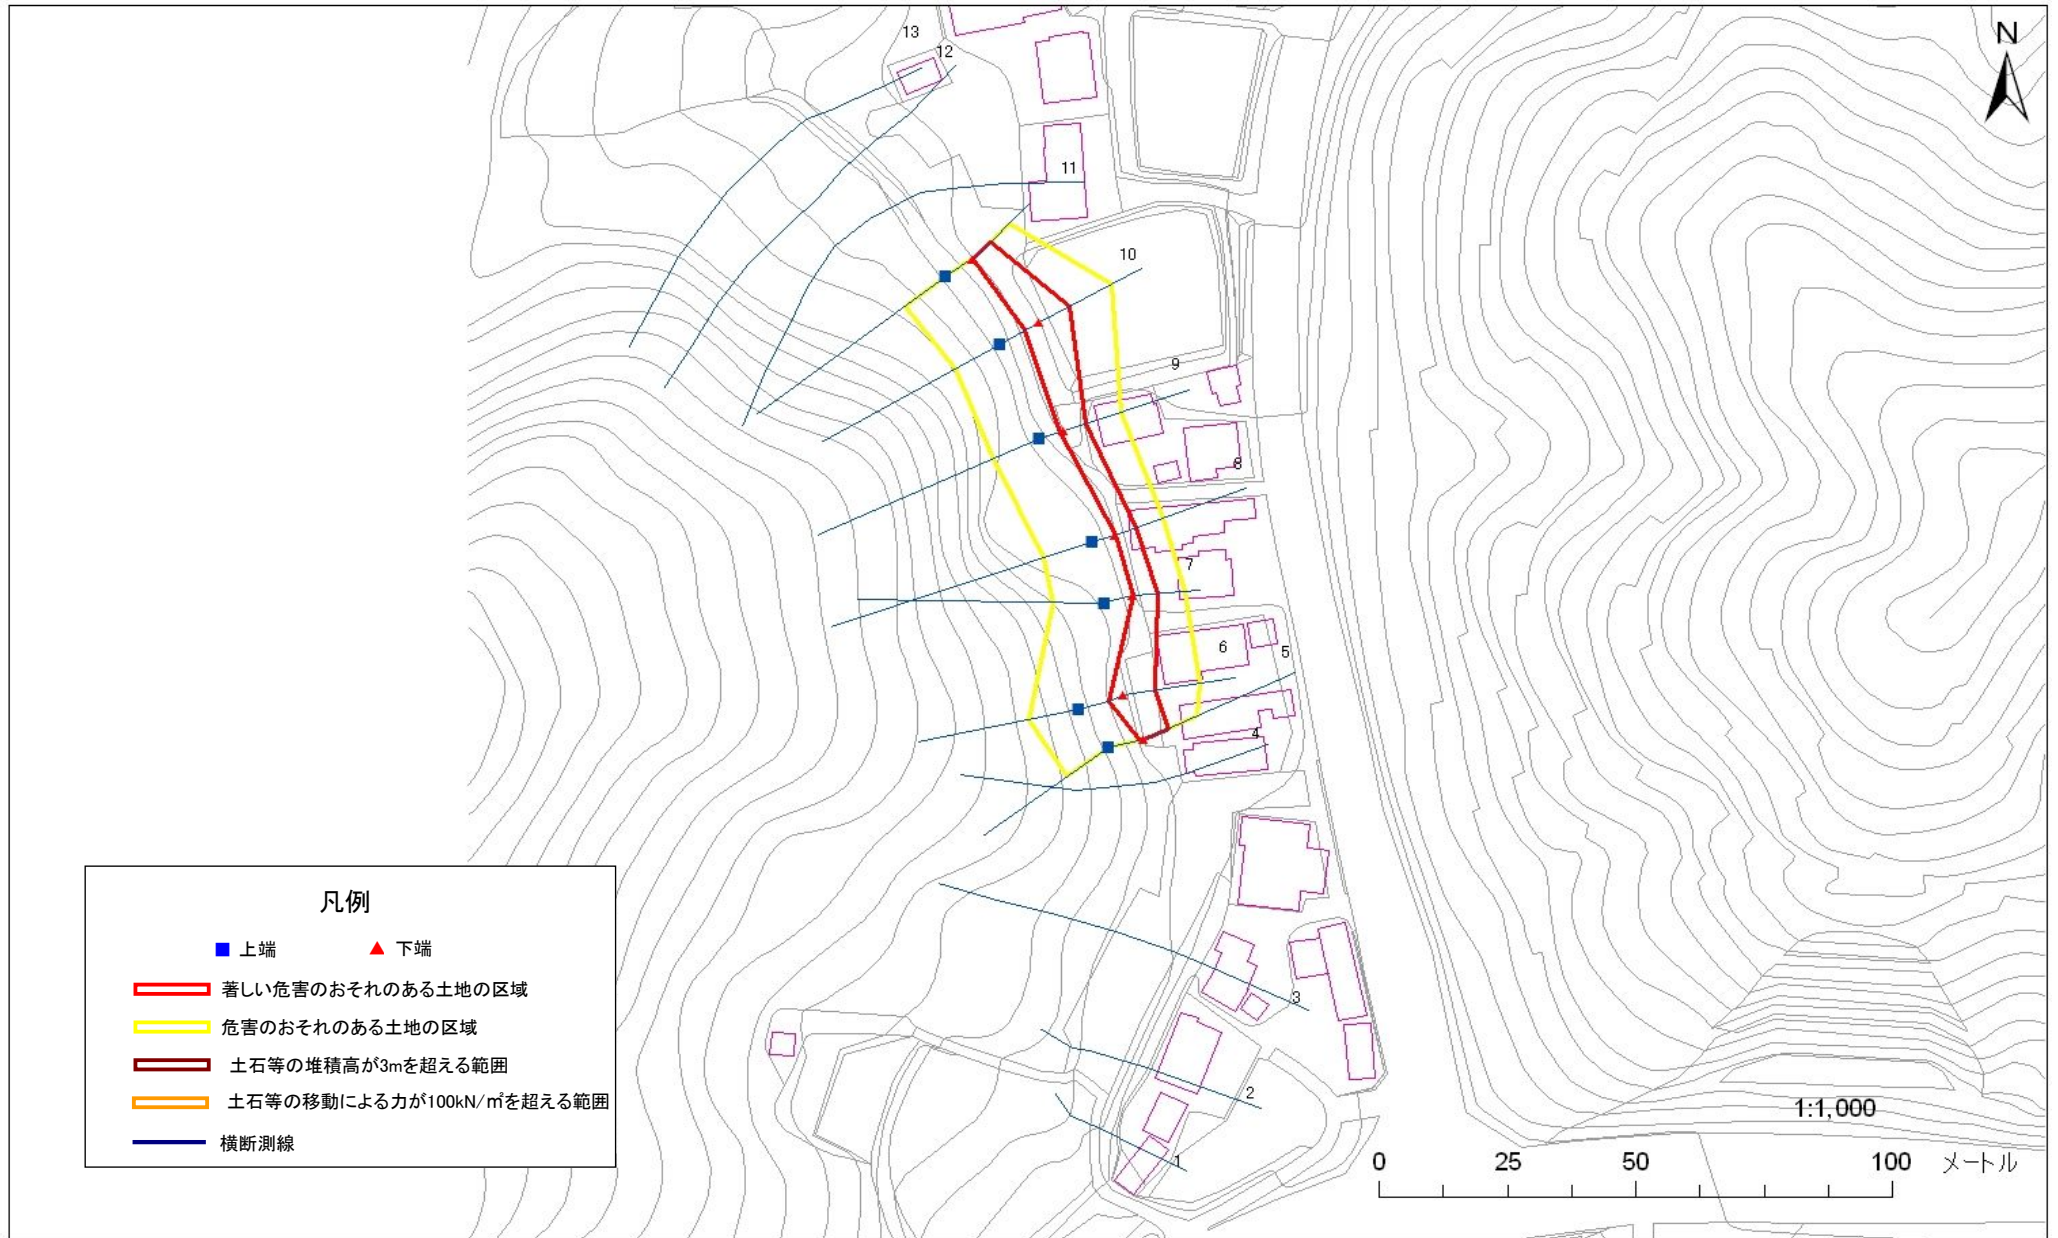 13
12
N
11
10
9
8
7
6
5
4
3
2
1
凡例
上端 下端
著しい危害のおそれのある土地の区域
危害のおそれのある土地の区域
土石等の堆積高が3mを超える範囲
土石等の移動による力が100kN/㎡を超える範囲
横断測線
1:1,000
0 25 50 100 メートル